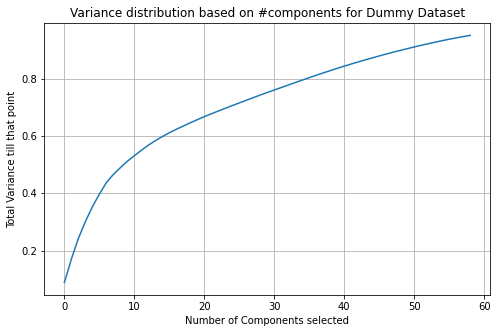 Variance distribution based on #components for Dummy Dataset
Total Variance till that point
0.8
0.6
0.4
0.2
0 10 20 30 40 50 60
Number of Components selected